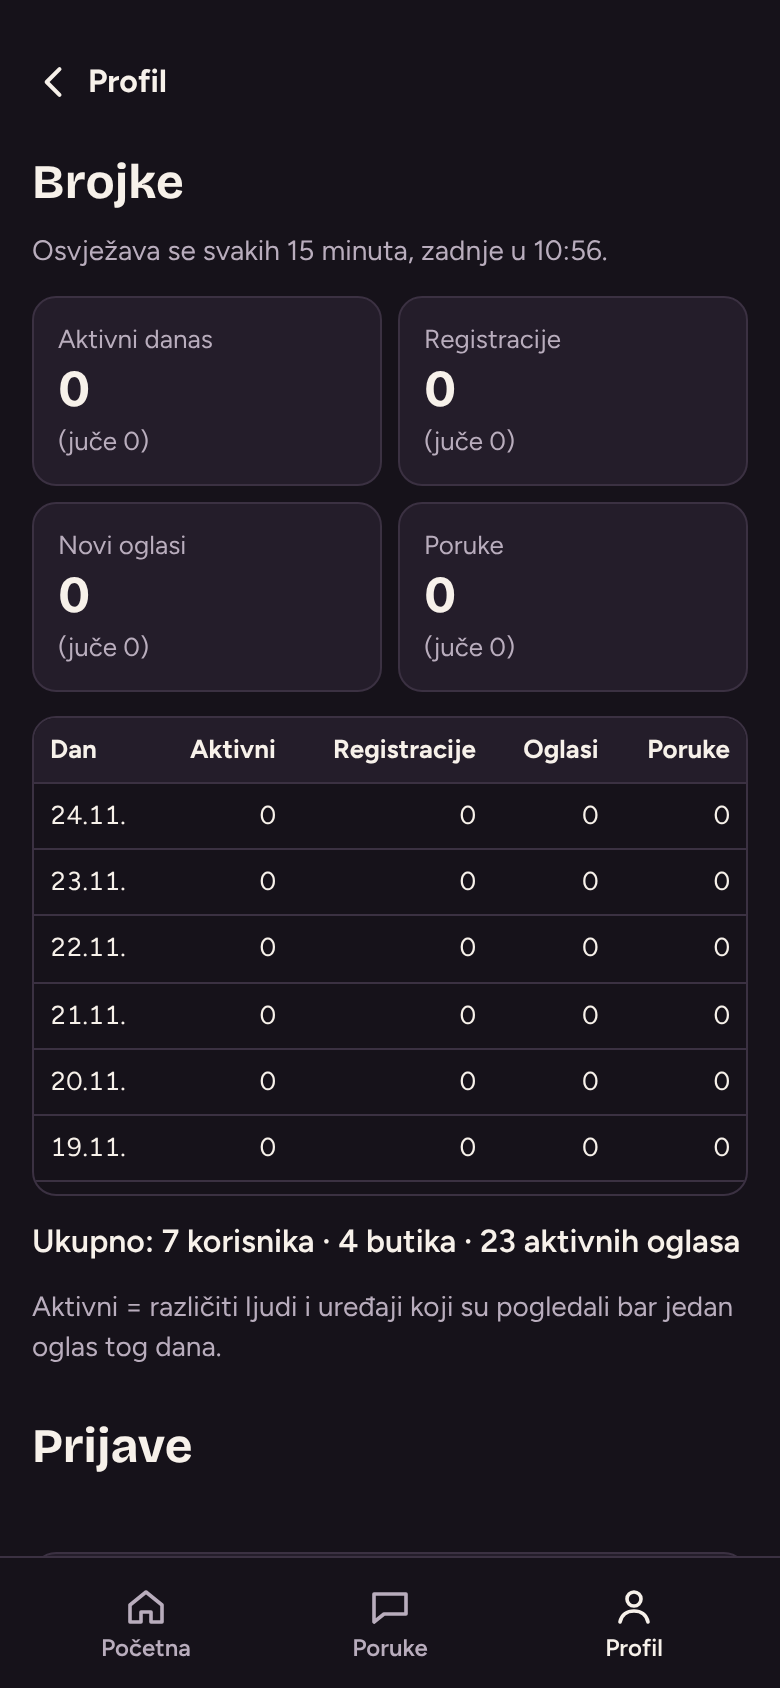 Profil
Brojke
Osvježava se svakih 15 minuta, zadnje u 10:56.
Aktivni danas
0
(juče 0)
Registracije
0
(juče 0)
Novi oglasi
0
(juče 0)
Poruke
0
(juče 0)
Dan Aktivni Registracije Oglasi Poruke
24.11. 0 0 0 0
23.11. 0 0 0 0
22.11. 0 0 0 0
21.11. 0 0 0 0
20.11. 0 0 0 0
19.11. 0 0 0 0
Ukupno: 7 korisnika · 4 butika · 23 aktivnih oglasa
Aktivni = različiti ljudi i uređaji koji su pogledali bar jedan
oglas tog dana.
Prijave
Početna Poruke Profil